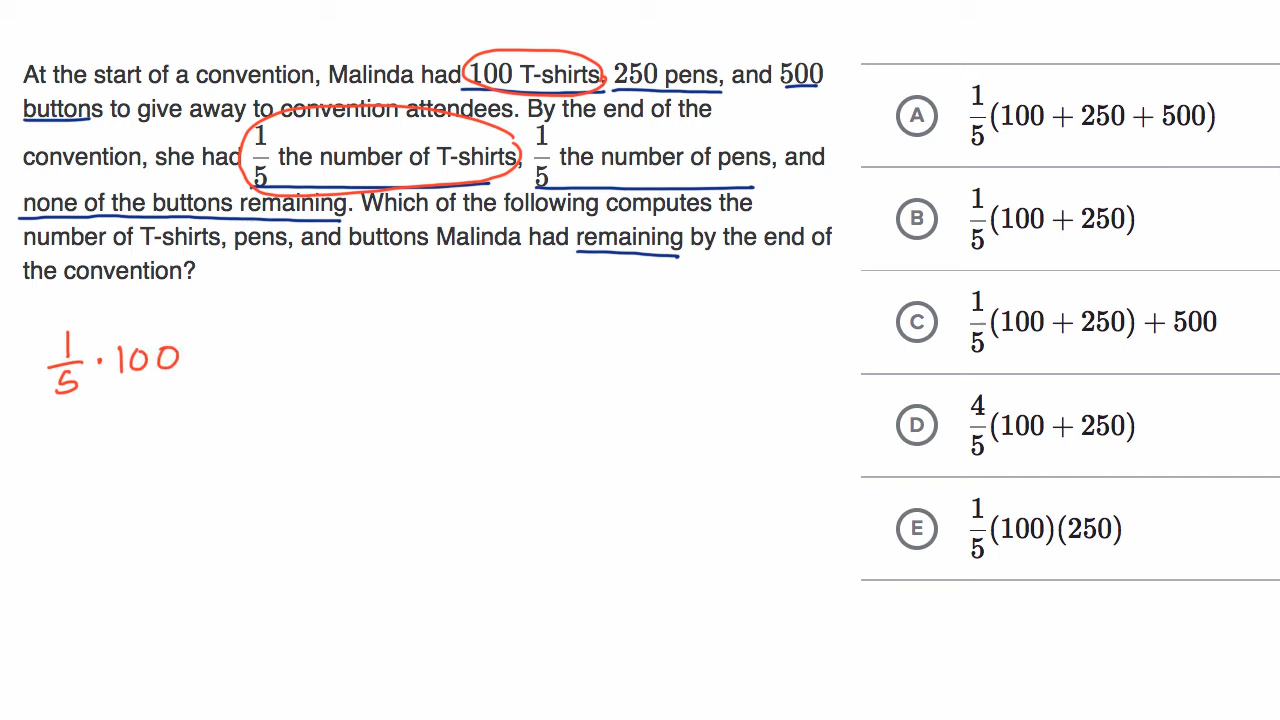 At the start of a convention, Malinda had 100 T-shirts, 250 pens, and 500
buttons to give away to convention attendees. By the end of the
convention, she had 1/5 the number of T-shirts, 1/5 the number of pens, and
none of the buttons remaining. Which of the following computes the
number of T-shirts, pens, and buttons Malinda had remaining by the end of
the convention?
1/5 · 100
A 1/5(100 + 250 + 500)
B 1/5(100 + 250)
C 1/5(100 + 250) + 500
D 4/5(100 + 250)
E 1/5(100)(250)